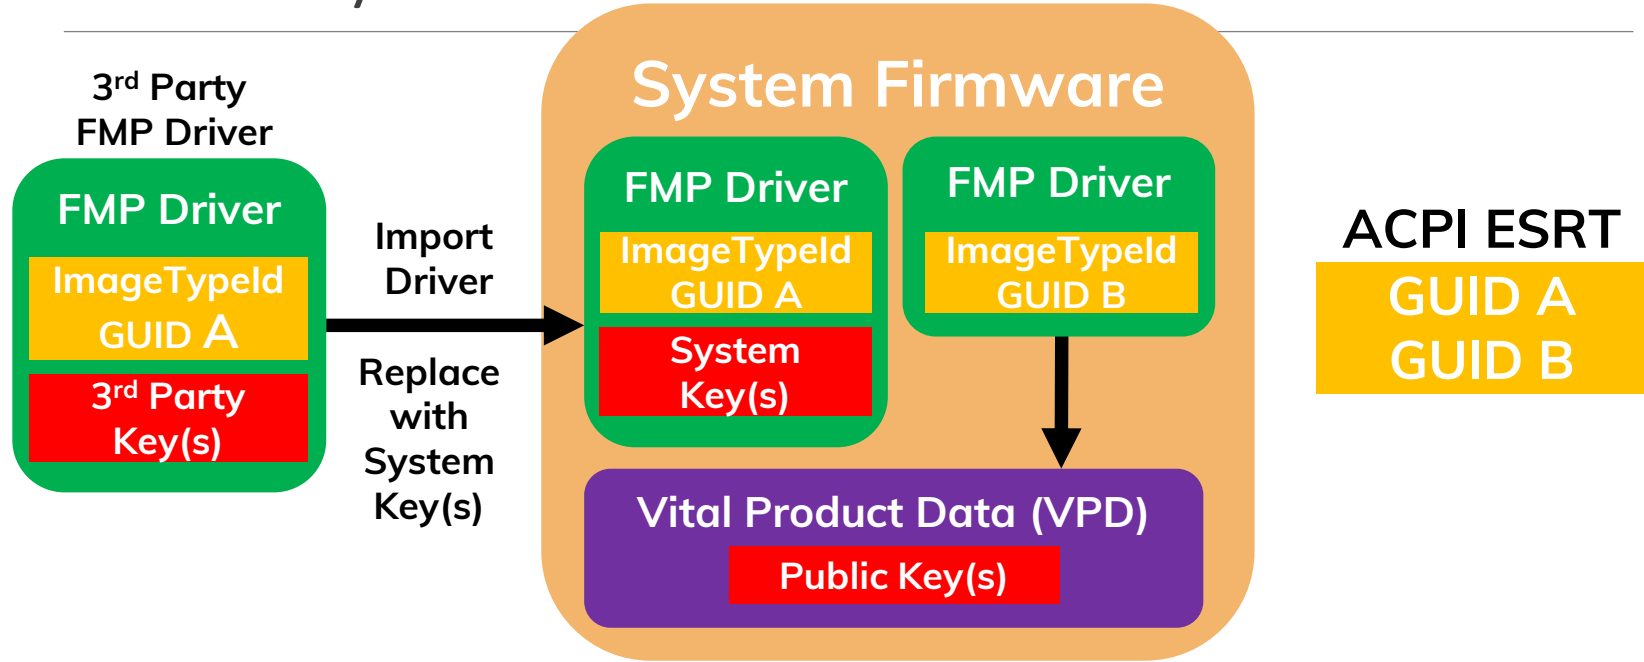 3rd Party
FMP Driver
FMP Driver
ImageTypeId
GUID A
3rd Party
Key(s)
Import
Driver
Replace
with
System
Key(s)
System Firmware
FMP Driver
ImageTypeId
GUID A
System
Key(s)
FMP Driver
ImageTypeId
GUID B
Vital Product Data (VPD)
Public Key(s)
ACPI ESRT
GUID A
GUID B